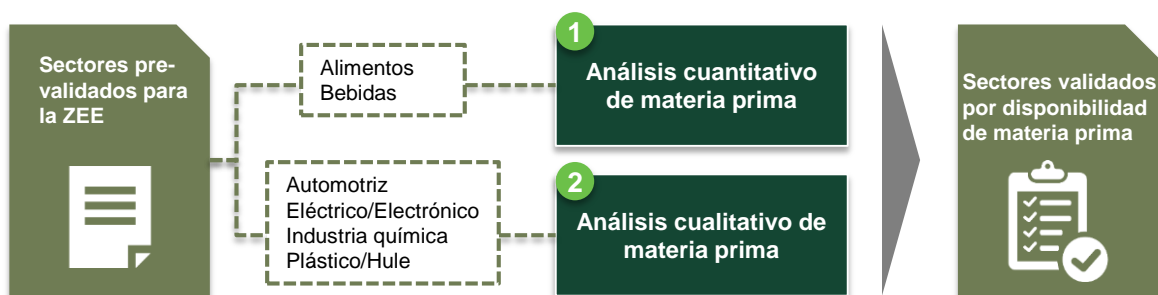 Sectores pre-
validados para
la ZEE
Alimentos
Bebidas
Automotriz
Eléctrico/Electrónico
Industria química
Plástico/Hule
1
Análisis cuantitativo
de materia prima
2
Análisis cualitativo de
materia prima
Sectores validados
por disponibilidad
de materia prima